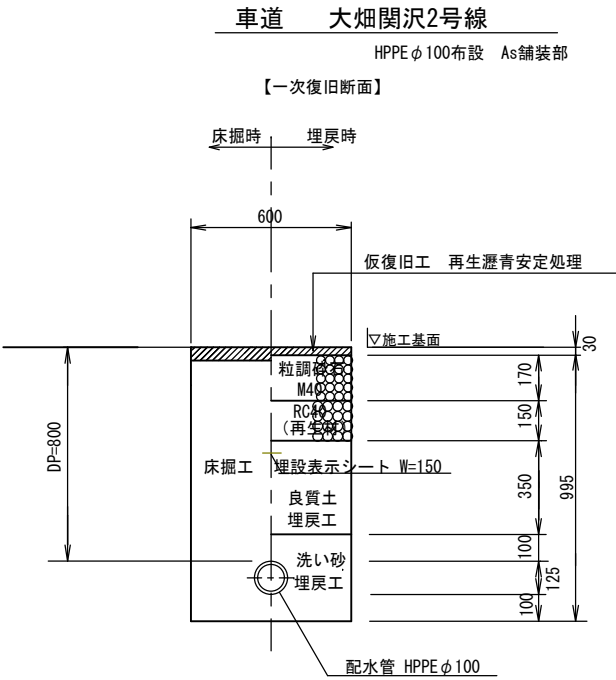 車道　大畑関沢2号線
HPPEφ100布設　As舗装部
【一次復旧断面】
床掘時　埋戻時
600
仮復旧工　再生瀝青安定処理
▽施工基面
30
粒調砕石
M40
170
RC40
(再生材)
150
DP=800
床掘工
埋設表示シート W=150
良質土
埋戻工
350
995
100
洗い砂
埋戻工
125
100
配水管 HPPEφ100